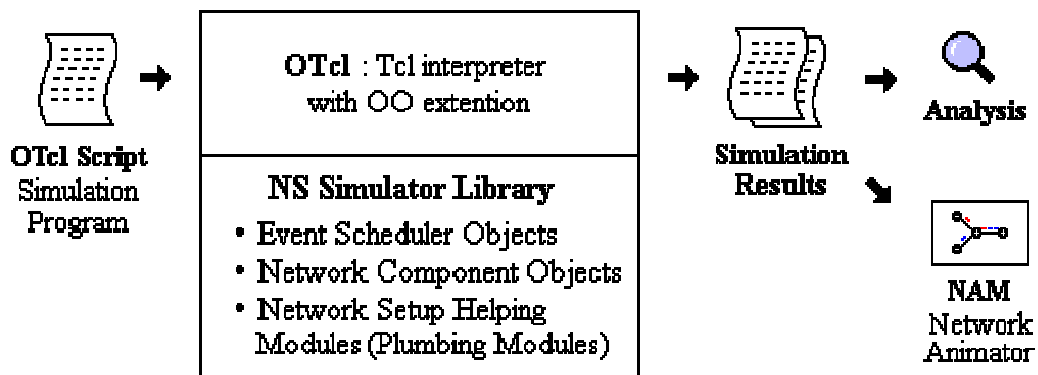 OTcl Script
Simulation
Program
OTcl : Tcl interpreter
with OO extention
NS Simulator Library
• Event Scheduler Objects
• Network Component Objects
• Network Setup Helping
Modules (Plumbing Modules)
Simulation
Results
Analysis
NAM
Network
Animator